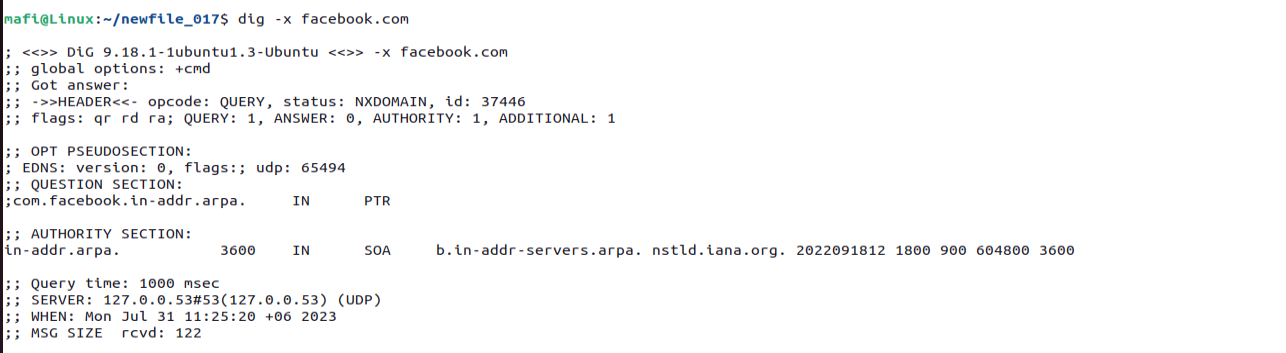 mafi@Linux:~/newfile_017$ dig -x facebook.com
; <<>> DiG 9.18.1-1ubuntu1.3-Ubuntu <<>> -x facebook.com
;; global options: +cmd
;; Got answer:
;; ->>HEADER<<- opcode: QUERY, status: NXDOMAIN, id: 37446
;; flags: qr rd ra; QUERY: 1, ANSWER: 0, AUTHORITY: 1, ADDITIONAL: 1
;; OPT PSEUDOSECTION:
; EDNS: version: 0, flags:; udp: 65494
;; QUESTION SECTION:
;com.facebook.in-addr.arpa. IN PTR
;; AUTHORITY SECTION:
in-addr.arpa. 3600 IN SOA b.in-addr-servers.arpa. nstld.iana.org. 2022091812 1800 900 604800 3600
;; Query time: 1000 msec
;; SERVER: 127.0.0.53#53(127.0.0.53) (UDP)
;; WHEN: Mon Jul 31 11:25:20 +06 2023
;; MSG SIZE rcvd: 122